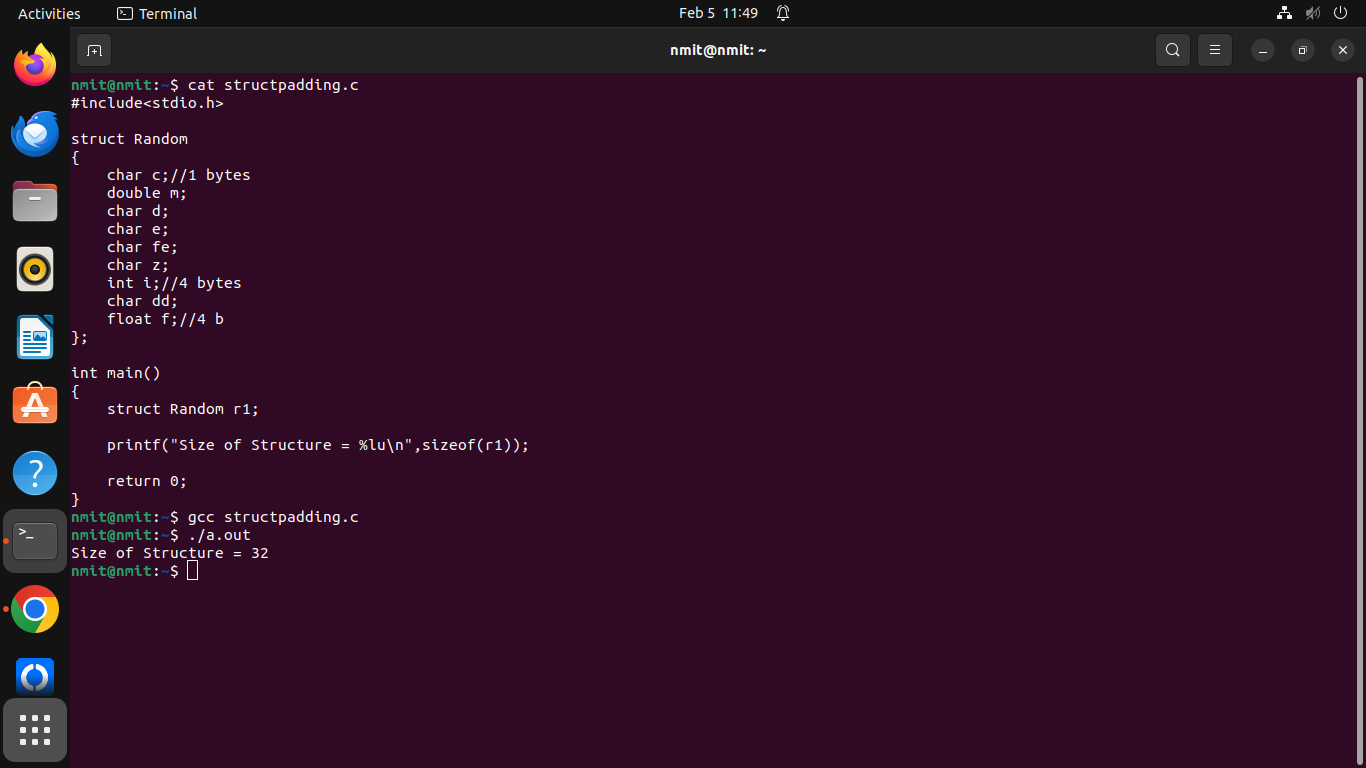 Activities
Terminal
Feb 5 11:49
nmit@nmit: ~
nmit@nmit:~$ cat structpadding.c
#include<stdio.h>
struct Random
{
    char c;//1 bytes
    double m;
    char d;
    char e;
    char fe;
    char z;
    int i;//4 bytes
    char dd;
    float f;//4 b
};
int main()
{
    struct Random r1;
    printf("Size of Structure = %lu\n",sizeof(r1));
    return 0;
}
nmit@nmit:~$ gcc structpadding.c
nmit@nmit:~$ ./a.out
Size of Structure = 32
nmit@nmit:~$